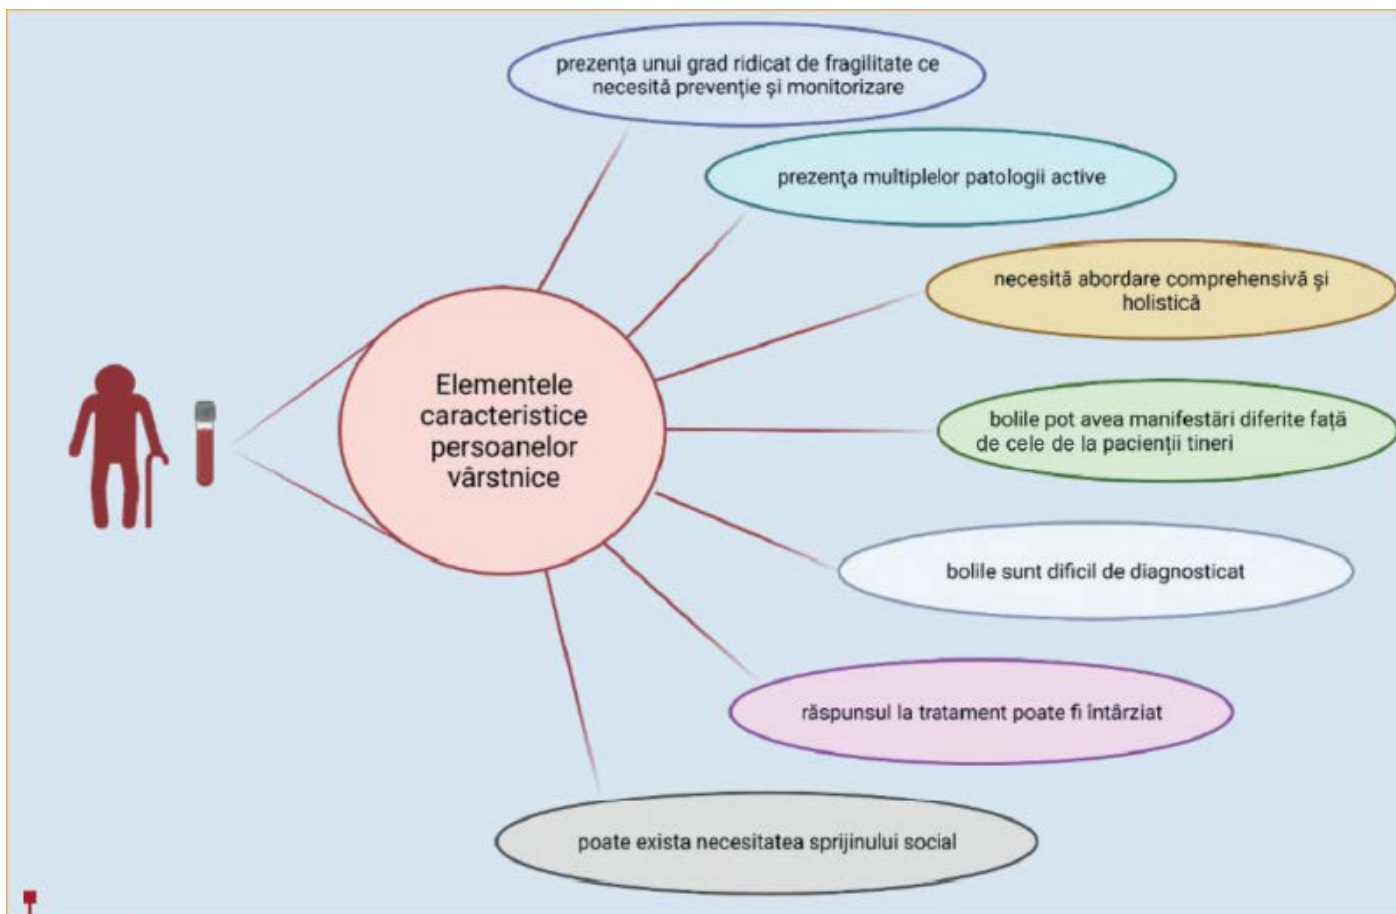 prezența unui grad ridicat de fragilitate ce
necesită prevenție și monitorizare
prezența multiplelor patologii active
necesită abordare comprehensivă și
holistică
Elementele
caracteristice
persoanelor
vârstnice
bolile pot avea manifestări diferite față
de cele de la pacienții tineri
bolile sunt dificil de diagnosticat
răspunsul la tratament poate fi întârziat
poate exista necesitatea sprijinului social